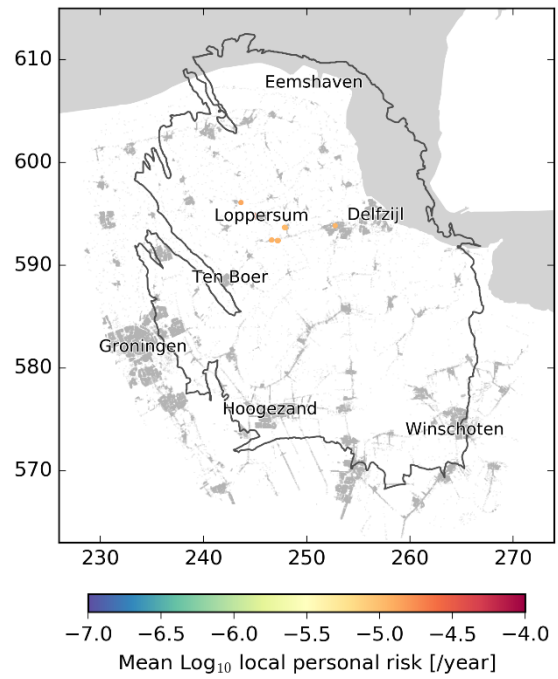 610
600
590
580
570
230 240 250 260 270
Eemshaven
Loppersum
Delfzijl
Ten Boer
Groningen
Hoogezand
Winschoten
−7.0 −6.5 −6.0 −5.5 −5.0 −4.5 −4.0
Mean Log₁₀ local personal risk [/year]